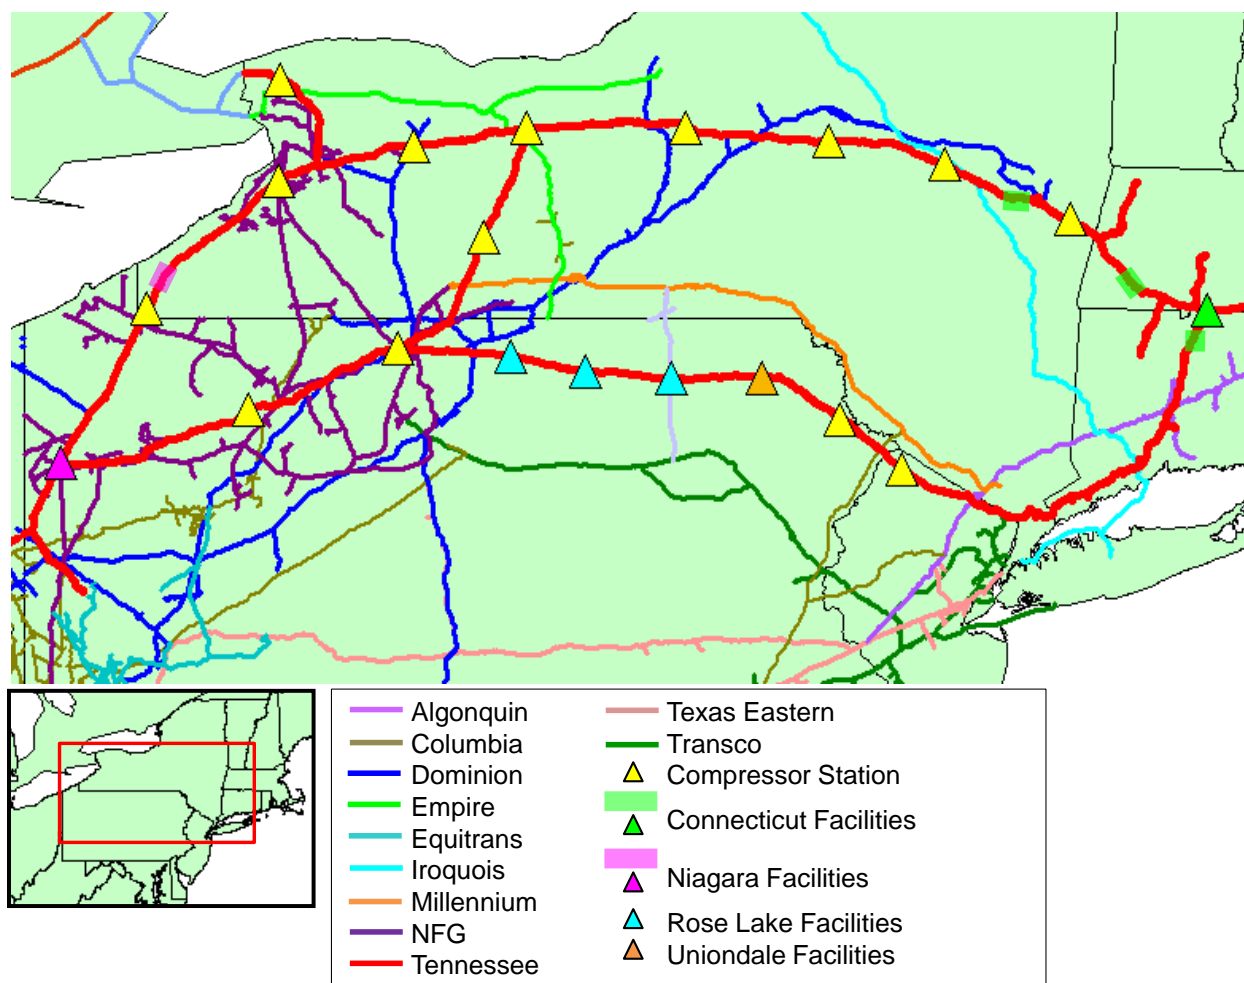 Algonquin
Columbia
Dominion
Empire
Equitrans
Iroquois
Millennium
NFG
Tennessee
Texas Eastern
Transco
Compressor Station
Connecticut Facilities
Niagara Facilities
Rose Lake Facilities
Uniondale Facilities